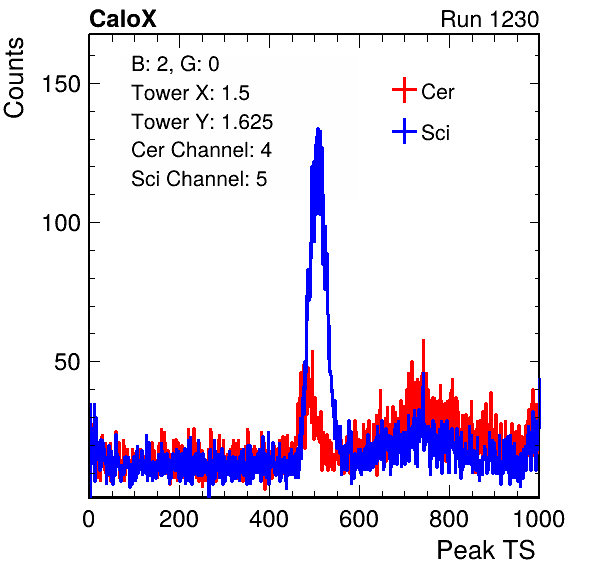 CaloX Run 1230
Counts
B: 2, G: 0
Tower X: 1.5
Tower Y: 1.625
Cer Channel: 4
Sci Channel: 5
Cer
Sci
150
100
50
0 200 400 600 800 1000
Peak TS